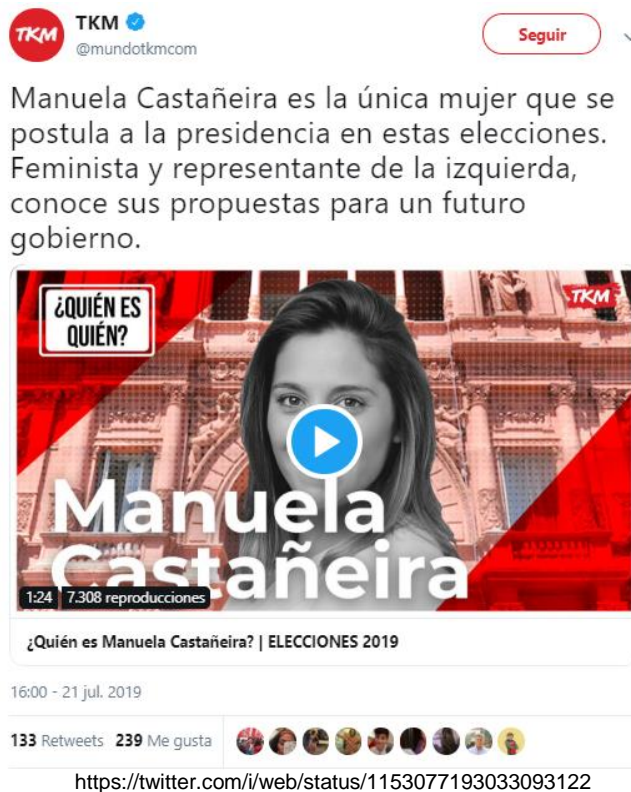 TKM
TKM
@mundotkmcom
Seguir
Manuela Castañeira es la única mujer que se
postula a la presidencia en estas elecciones.
Feminista y representante de la izquierda,
conoce sus propuestas para un futuro
gobierno.
¿QUIÉN ES
QUIÉN?
TKM
Manuela
Castañeira
1:24 7.308 reproducciones
¿Quién es Manuela Castañeira? | ELECCIONES 2019
16:00 - 21 jul. 2019
133 Retweets 239 Me gusta
https://twitter.com/i/web/status/1153077193033093122